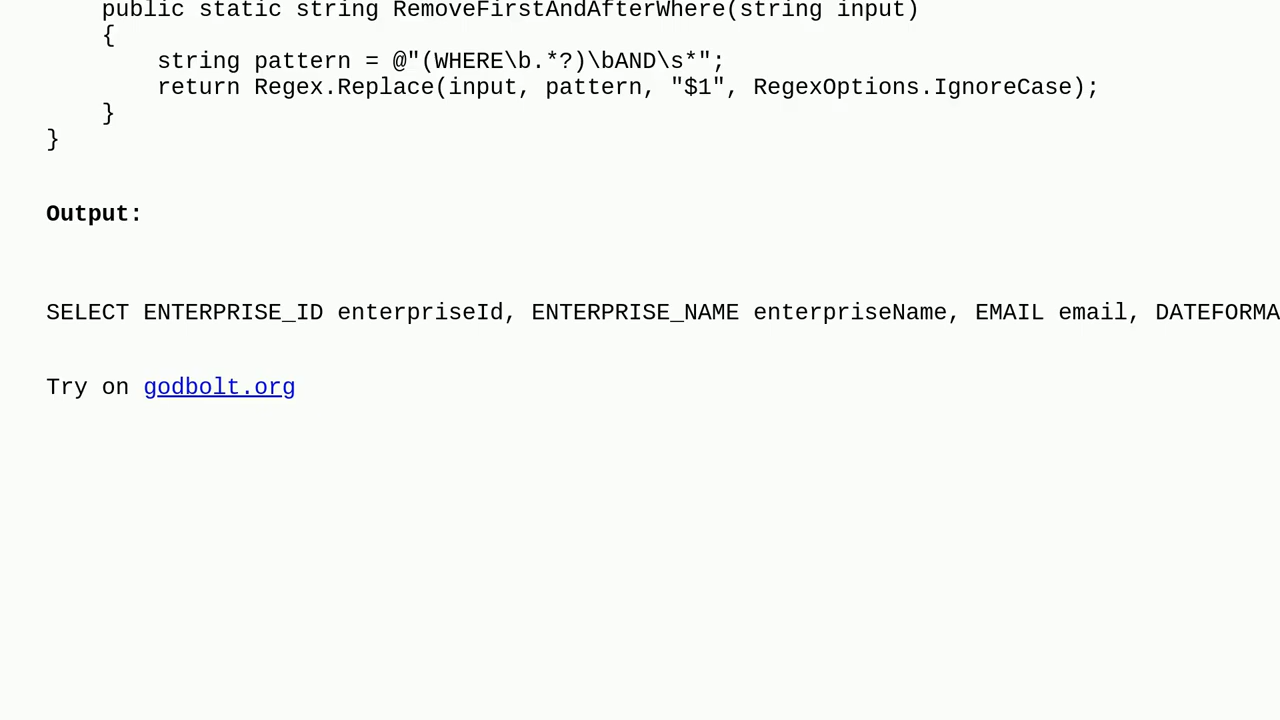 public static string RemoveFirstAndAfterWhere(string input)
{
string pattern = @"(WHERE\b.*?)\bAND\s*";
return Regex.Replace(input, pattern, "$1", RegexOptions.IgnoreCase);
}
}
Output:
SELECT ENTERPRISE_ID enterpriseId, ENTERPRISE_NAME enterpriseName, EMAIL email, DATEFORMA
Try on godbolt.org